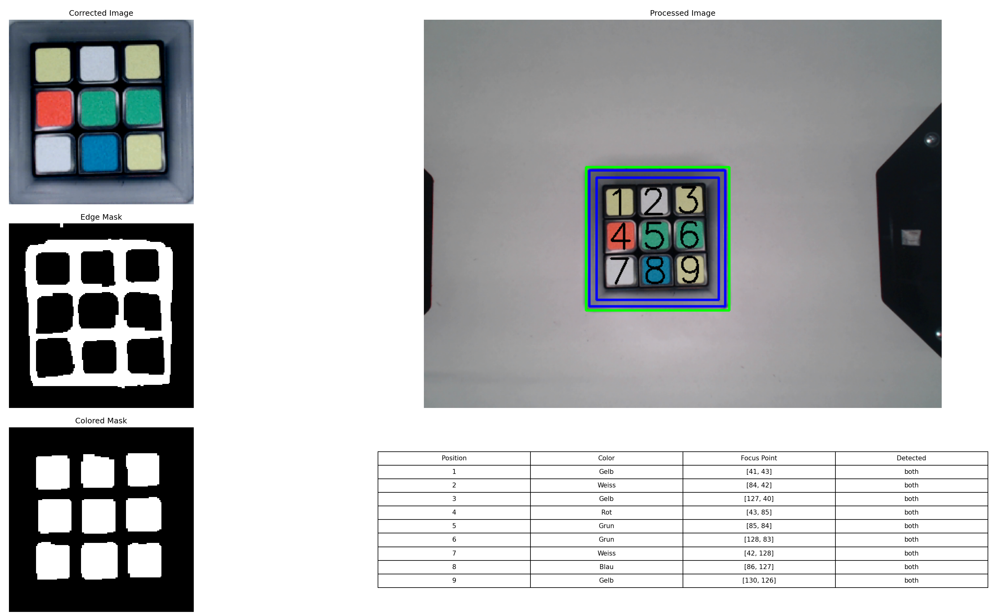 Corrected Image
Processed Image
1 2 3
4 5 6
7 8 9
Edge Mask
Colored Mask
Position Color Focus Point Detected
1 Gelb [41, 43] both
2 Weiss [84, 42] both
3 Gelb [127, 40] both
4 Rot [43, 85] both
5 Grun [85, 84] both
6 Grun [128, 83] both
7 Weiss [42, 128] both
8 Blau [86, 127] both
9 Gelb [130, 126] both